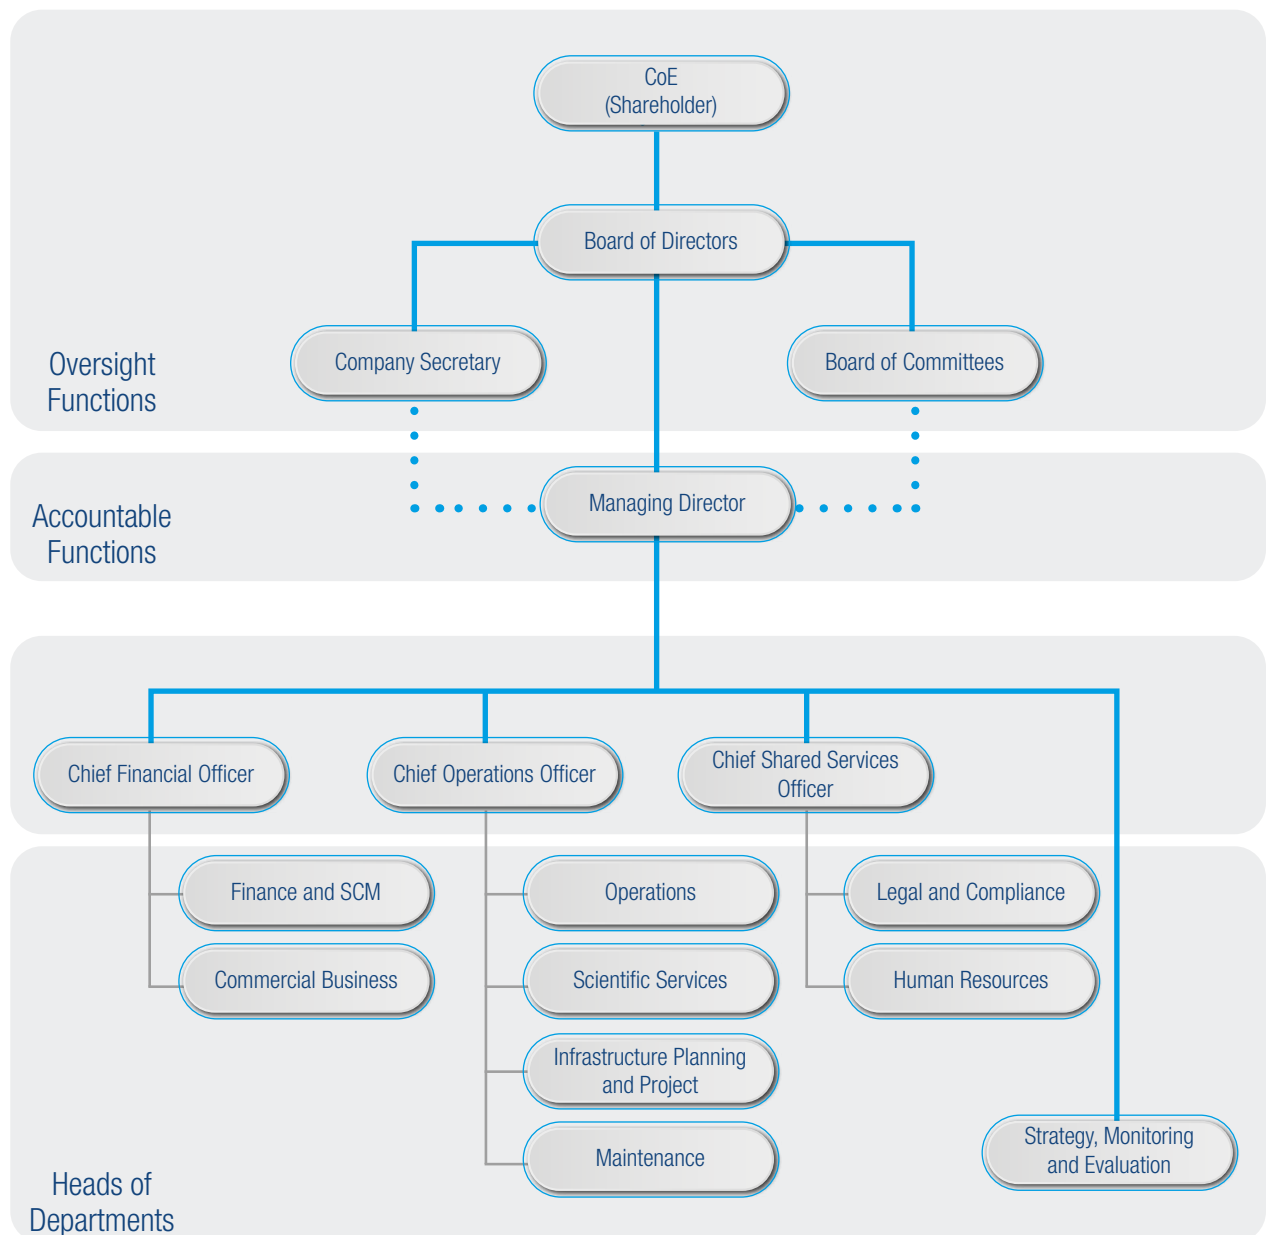 CoE
(Shareholder)
Board of Directors
Company Secretary
Board of Committees
Oversight
Functions
Managing Director
Accountable
Functions
Chief Financial Officer
Chief Operations Officer
Chief Shared Services
Officer
Finance and SCM
Operations
Legal and Compliance
Commercial Business
Scientific Services
Human Resources
Infrastructure Planning
and Project
Maintenance
Strategy, Monitoring
and Evaluation
Heads of
Departments